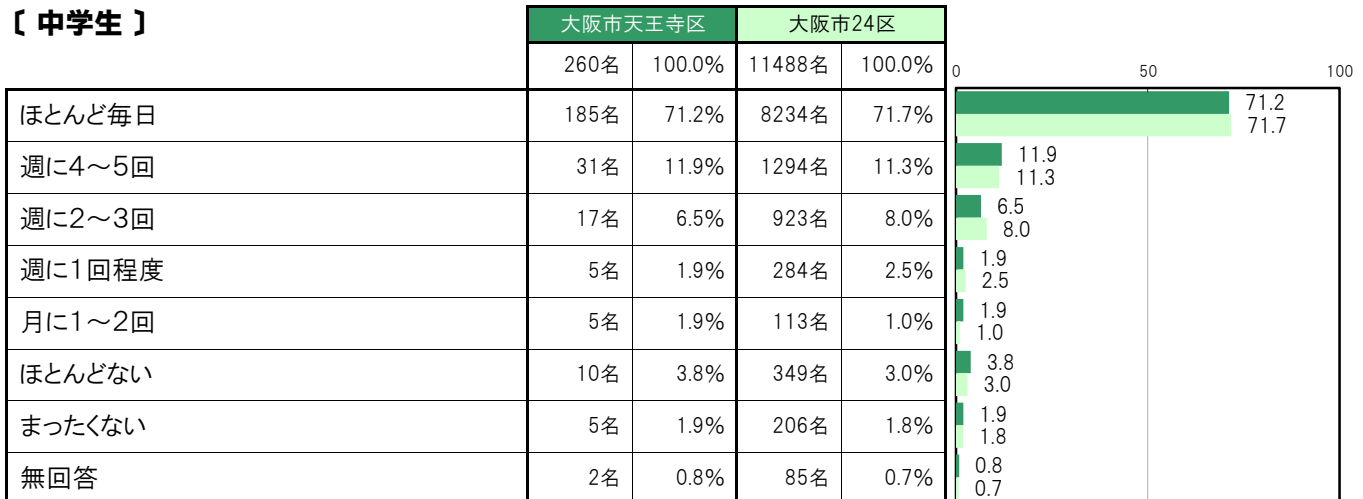 〔 中学生 〕
大阪市天王寺区 大阪市24区
260名 100.0% 11488名 100.0%
0 50 100
ほとんど毎日 185名 71.2% 8234名 71.7% 71.2
71.7
週に4～5回 31名 11.9% 1294名 11.3% 11.9
11.3
週に2～3回 17名 6.5% 923名 8.0% 6.5
8.0
週に1回程度 5名 1.9% 284名 2.5% 1.9
2.5
月に1～2回 5名 1.9% 113名 1.0% 1.9
1.0
ほとんどない 10名 3.8% 349名 3.0% 3.8
3.0
まったくない 5名 1.9% 206名 1.8% 1.9
1.8
無回答 2名 0.8% 85名 0.7% 0.8
0.7